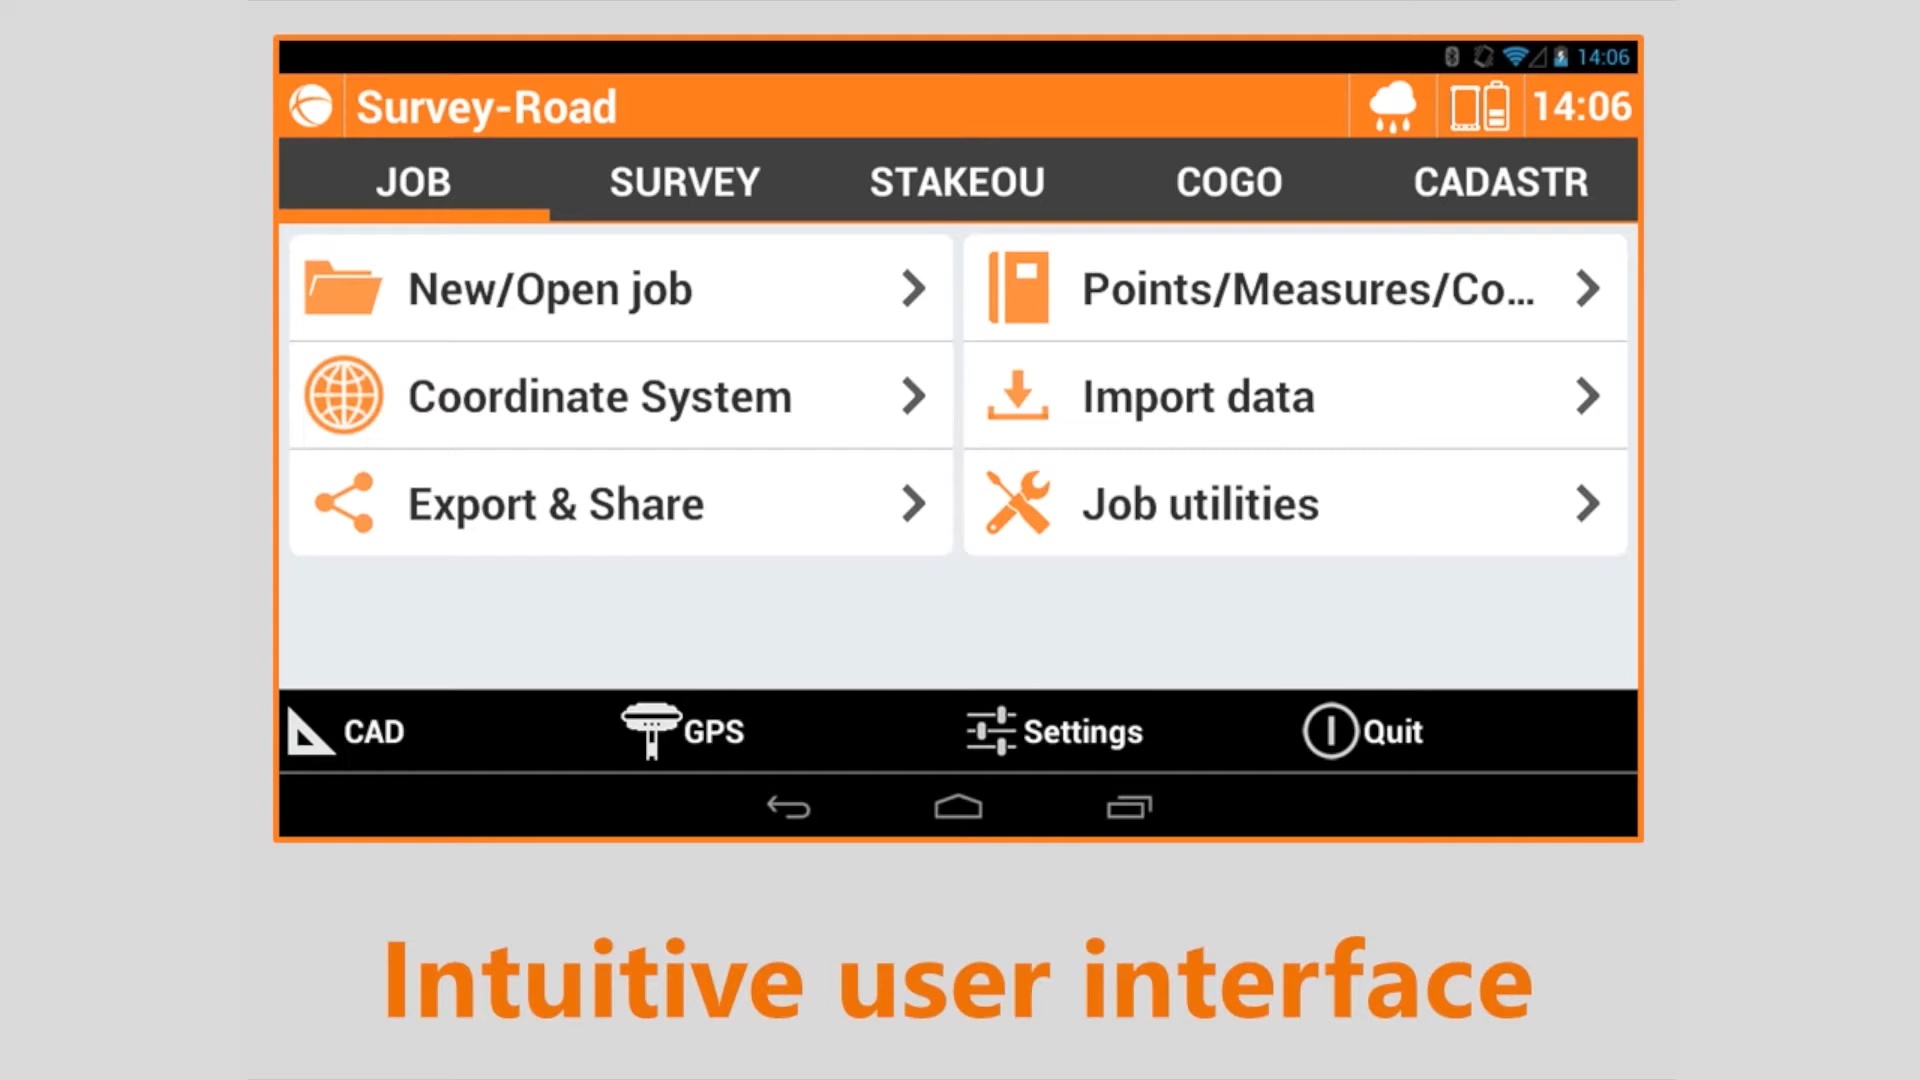 14:06
Survey-Road
14:06
JOB
SURVEY
STAKEOU
COGO
CADASTR
New/Open job
Points/Measures/Co...
Coordinate System
Import data
Export & Share
Job utilities
CAD
GPS
Settings
Quit
Intuitive user interface